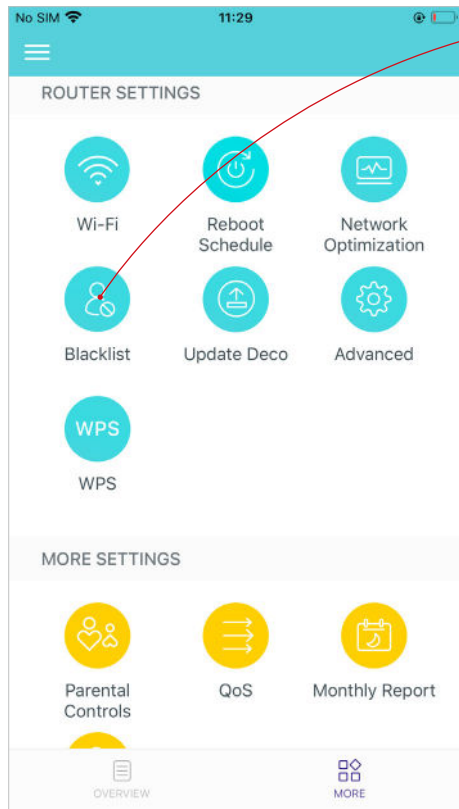 No SIM 11:29
ROUTER SETTINGS
Wi-Fi
Reboot
Schedule
Network
Optimization
Blacklist
Update Deco
Advanced
WPS
WPS
MORE SETTINGS
Parental
Controls
QoS
Monthly Report
OVERVIEW
MORE